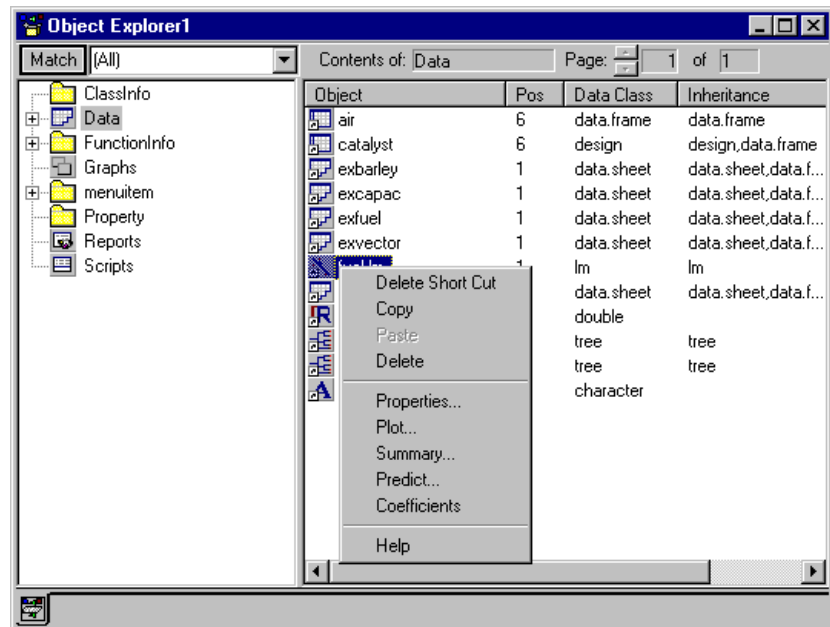 Object Explorer1
Match (All) Contents of: Data Page: 1 of 1
ClassInfo
Data
FunctionInfo
Graphs
menuitem
Property
Reports
Scripts
Object Pos Data Class Inheritance
air 6 data.frame data.frame
catalyst 6 design design,data.frame
exbarley 1 data.sheet data.sheet,data.f...
excapac 1 data.sheet data.sheet,data.f...
exfuel 1 data.sheet data.sheet,data.f...
exvector 1 data.sheet data.sheet,data.f...
lm lm
data.sheet data.sheet,data.f...
double
tree tree
tree tree
character
Delete Short Cut
Copy
Paste
Delete
Properties...
Plot...
Summary...
Predict...
Coefficients
Help